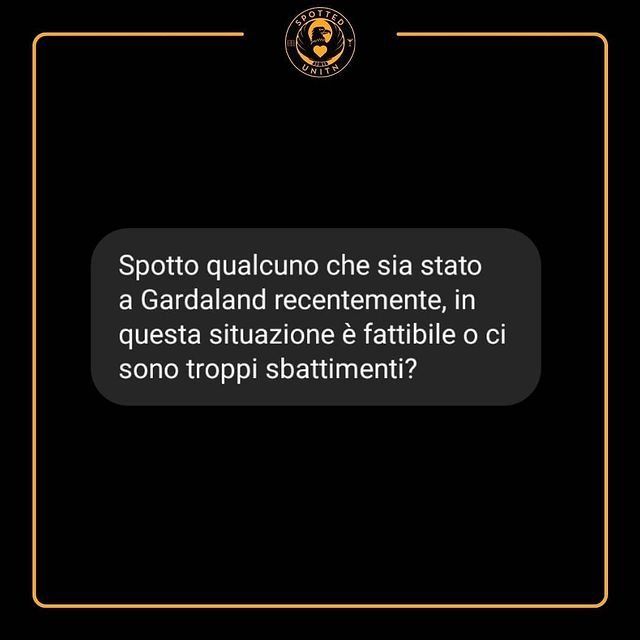 SPOTTED
UNITN
Spotto qualcuno che sia stato
a Gardaland recentemente, in
questa situazione è fattibile o ci
sono troppi sbattimenti?